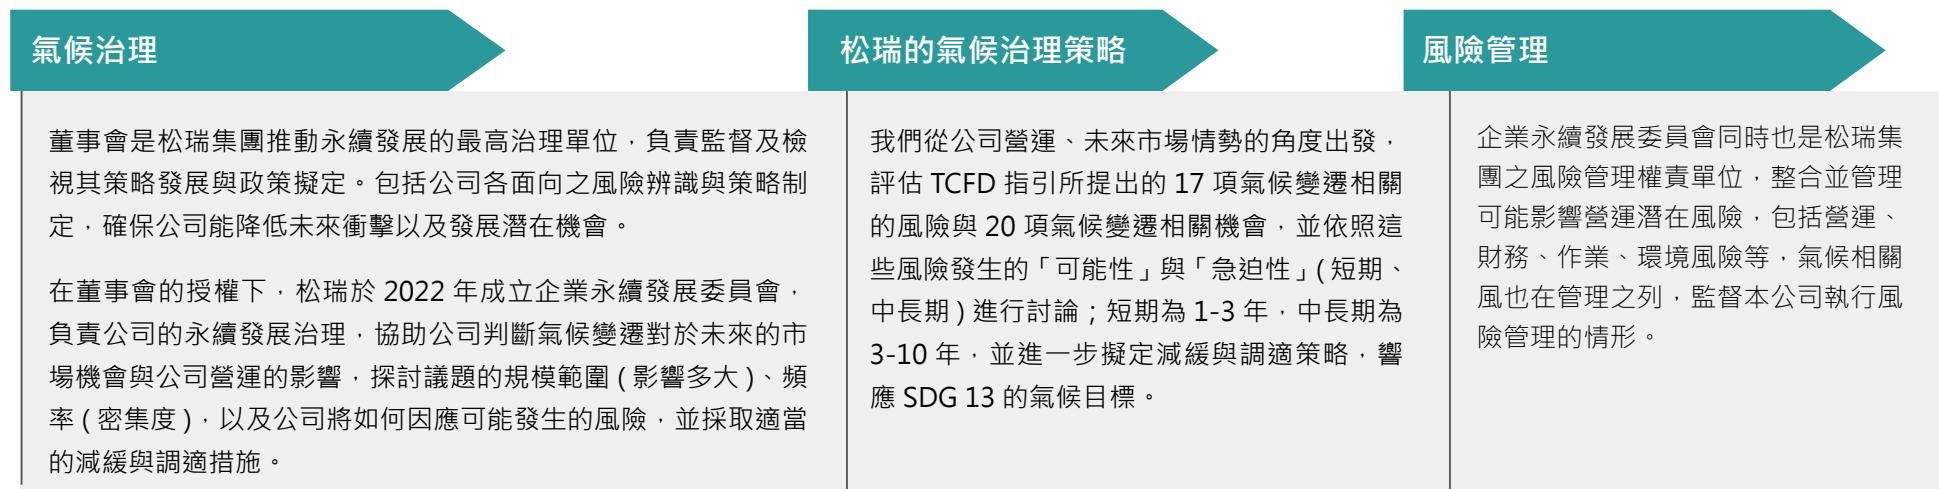 氣候治理
董事會是松瑞集團推動永續發展的最高治理單位，負責監督及檢
視其策略發展與政策擬定。包括公司各面向之風險辨識與策略制
定，確保公司能降低未來衝擊以及發展潛在機會。
在董事會的授權下，松瑞於 2022 年成立企業永續發展委員會，
負責公司的永續發展治理，協助公司判斷氣候變遷對於未來的市
場機會與公司營運的影響，探討議題的規模範圍 ( 影響多大 )、頻
率 ( 密集度 )，以及公司將如何因應可能發生的風險，並採取適當
的減緩與調適措施。
松瑞的氣候治理策略
我們從公司營運、未來市場情勢的角度出發，
評估 TCFD 指引所提出的 17 項氣候變遷相關
的風險與 20 項氣候變遷相關機會，並依照這
些風險發生的「可能性」與「急迫性」( 短期、
中長期 ) 進行討論；短期為 1-3 年，中長期為
3-10 年，並進一步擬定減緩與調適策略，響
應 SDG 13 的氣候目標。
風險管理
企業永續發展委員會同時也是松瑞集
團之風險管理權責單位，整合並管理
可能影響營運潛在風險，包括營運、
財務、作業、環境風險等，氣候相關
風也在管理之列，監督本公司執行風
險管理的情形。